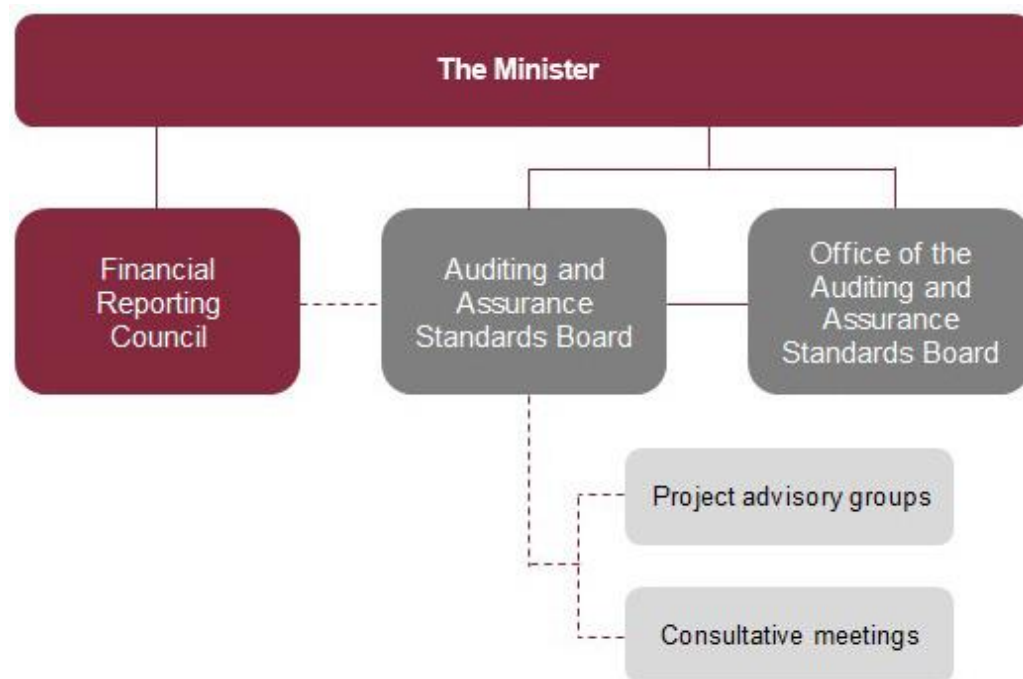 The Minister
Financial
Reporting
Council
Auditing and
Assurance
Standards Board
Office of the
Auditing and
Assurance
Standards Board
Project advisory groups
Consultative meetings